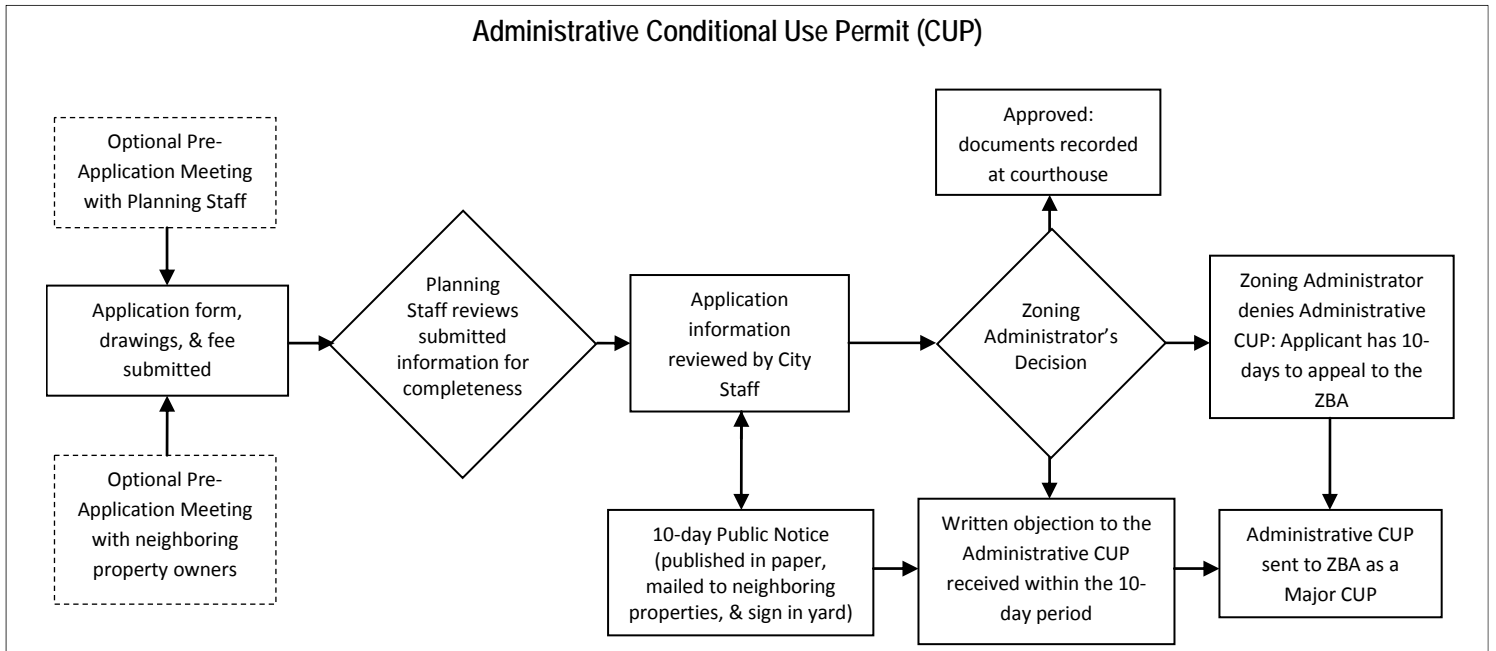 Administrative Conditional Use Permit (CUP)
Optional Pre-
Application Meeting
with Planning Staff
Application form,
drawings, & fee
submitted
Optional Pre-
Application Meeting
with neighboring
property owners
Planning
Staff reviews
submitted
information for
completeness
Application
information
reviewed by City
Staff
10-day Public Notice
(published in paper,
mailed to neighboring
properties, & sign in yard)
Approved:
documents recorded
at courthouse
Zoning
Administrator’s
Decision
Written objection to the
Administrative CUP
received within the 10-
day period
Zoning Administrator
denies Administrative
CUP: Applicant has 10-
days to appeal to the
ZBA
Administrative CUP
sent to ZBA as a
Major CUP